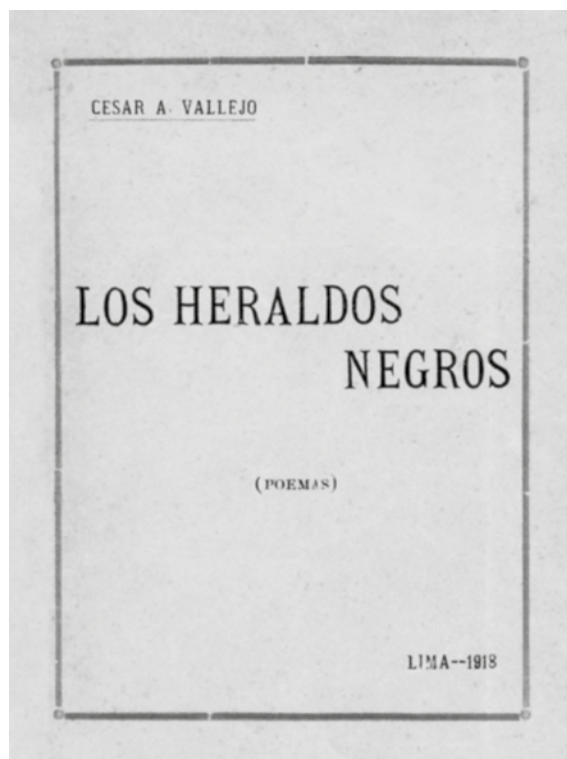 CESAR A. VALLEJO
LOS HERALDOS
NEGROS
(POEMAS)
LIMA--1918